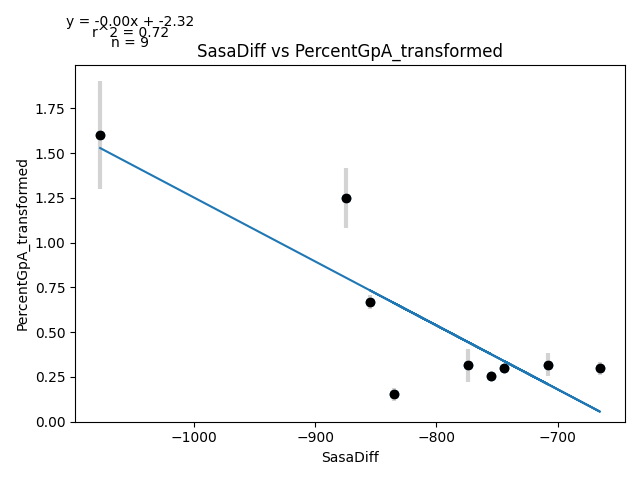 y = -0.00x + -2.32
r^2 = 0.72
n = 9
SasaDiff vs PercentGpA_transformed
PercentGpA_transformed
1.75
1.50
1.25
1.00
0.75
0.50
0.25
0.00
−1000
−900
−800
−700
SasaDiff